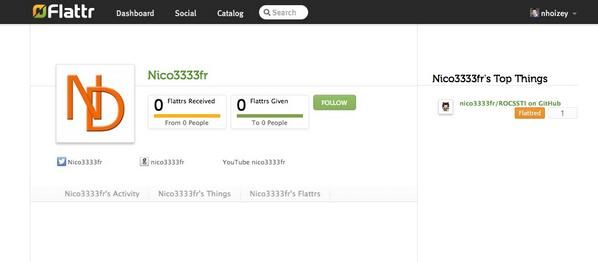 Flattr
Dashboard Social Catalog Search nhoizey
Nico3333fr
ND
0 Flattrs Received
From 0 People
0 Flattrs Given
To 0 People
FOLLOW
Nico3333fr nico3333fr YouTube nico3333fr
Nico3333fr's Activity Nico3333fr's Things Nico3333fr's Flattrs
Nico3333fr's Top Things
nico3333fr/ROCSSTI on GitHub
Flattred 1